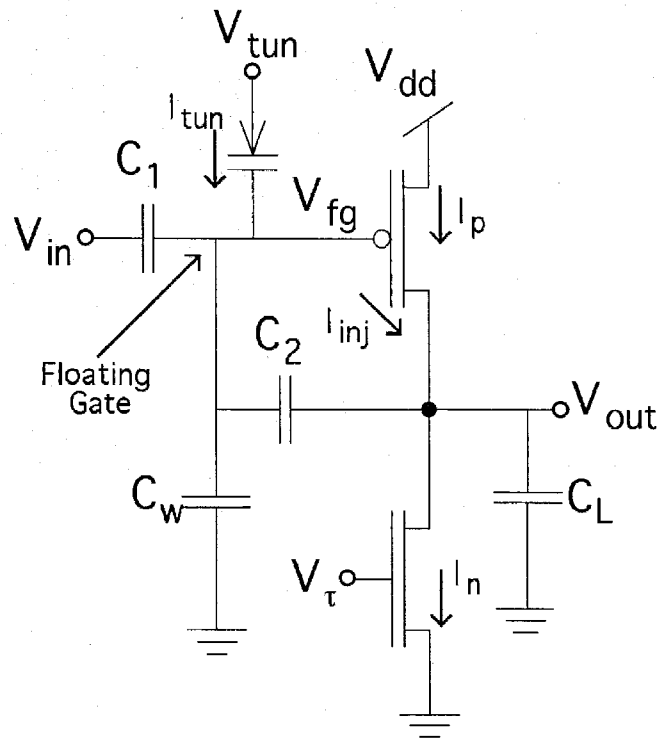 V_tun
V_dd
I_tun
C_1
V_fg
I_p
V_in
I_inj
Floating
Gate
C_2
V_out
C_w
C_L
V_τ
I_n